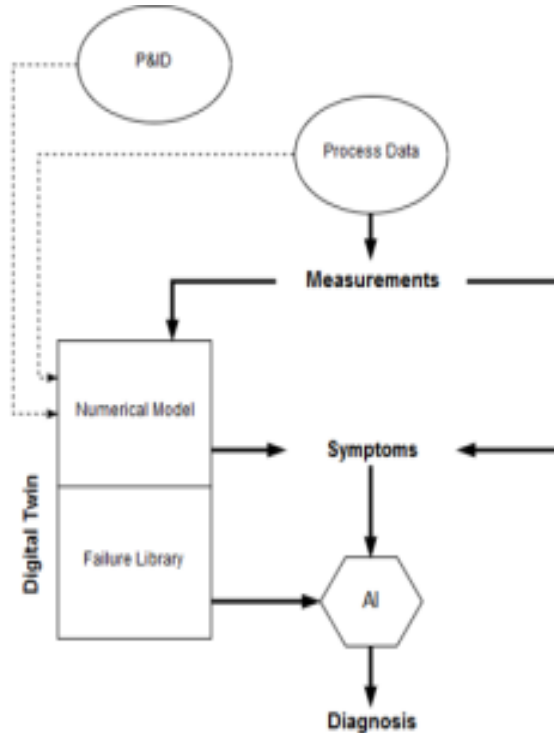 P&ID
Process Data
Measurements
Numerical Model
Symptoms
Digital Twin
Failure Library
AI
Diagnosis